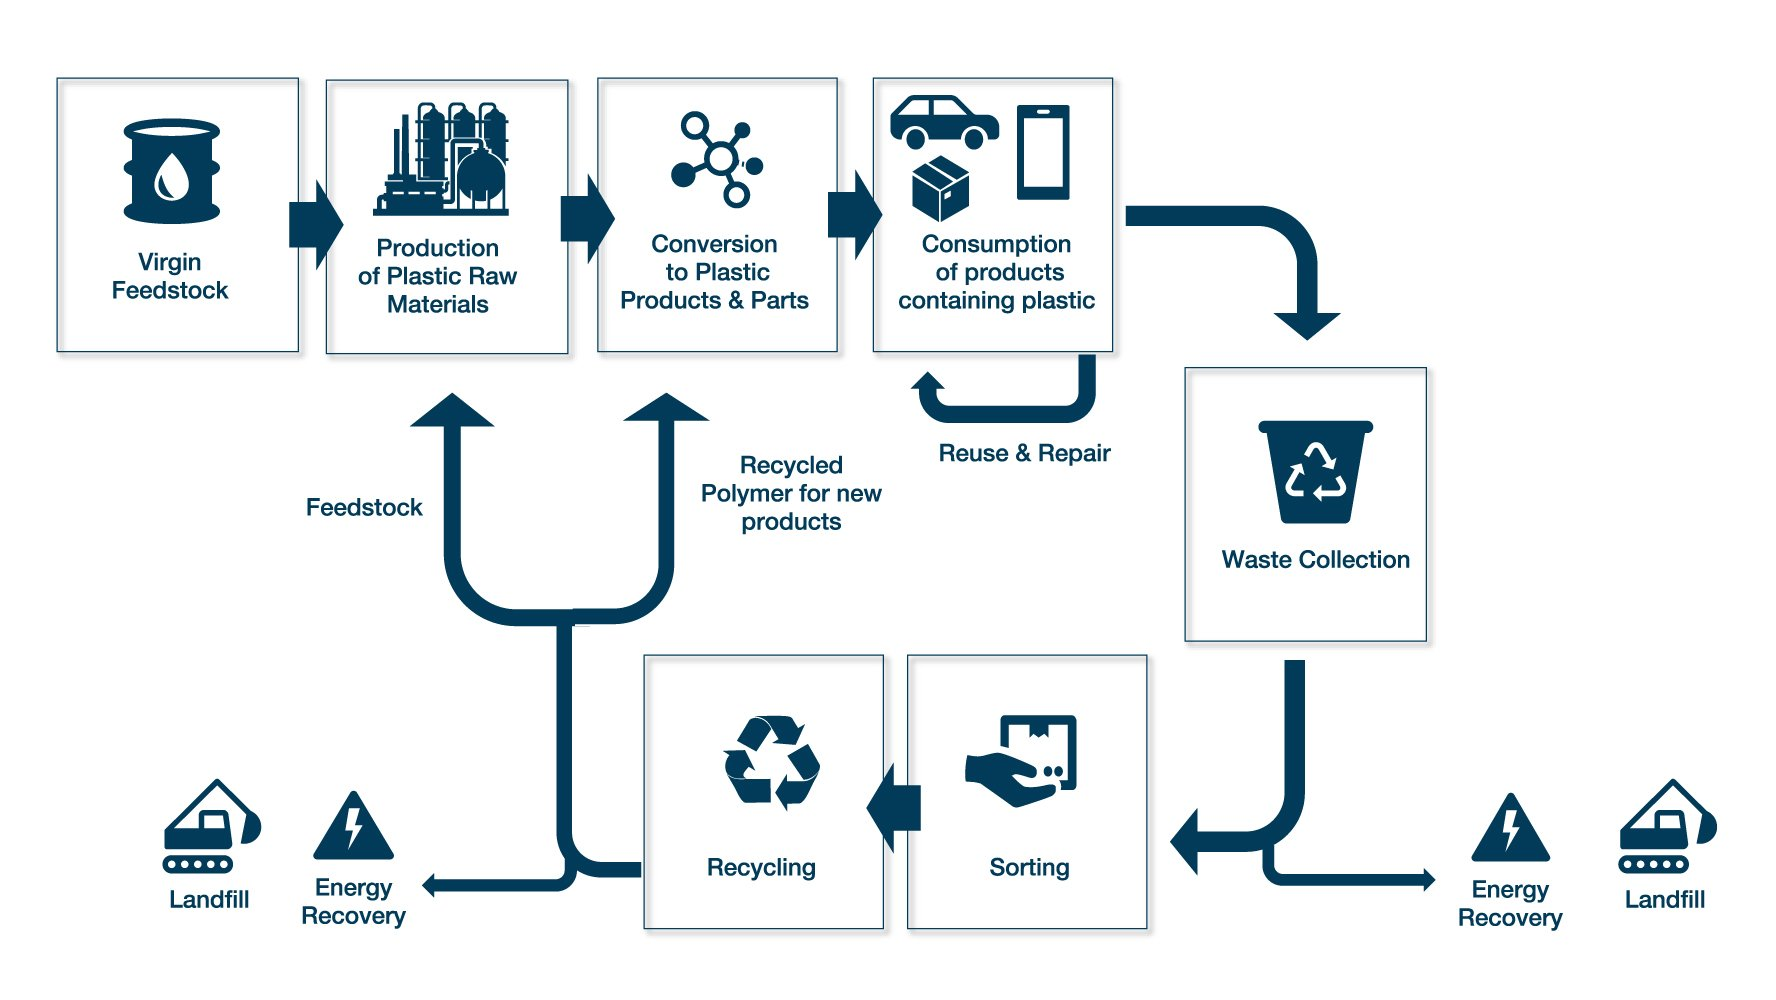 Virgin
Feedstock
Production
of Plastic Raw
Materials
Conversion
to Plastic
Products & Parts
Consumption
of products
containing plastic
Reuse & Repair
Waste Collection
Feedstock
Recycled
Polymer for new
products
Recycling
Sorting
Landfill
Energy
Recovery
Energy
Recovery
Landfill